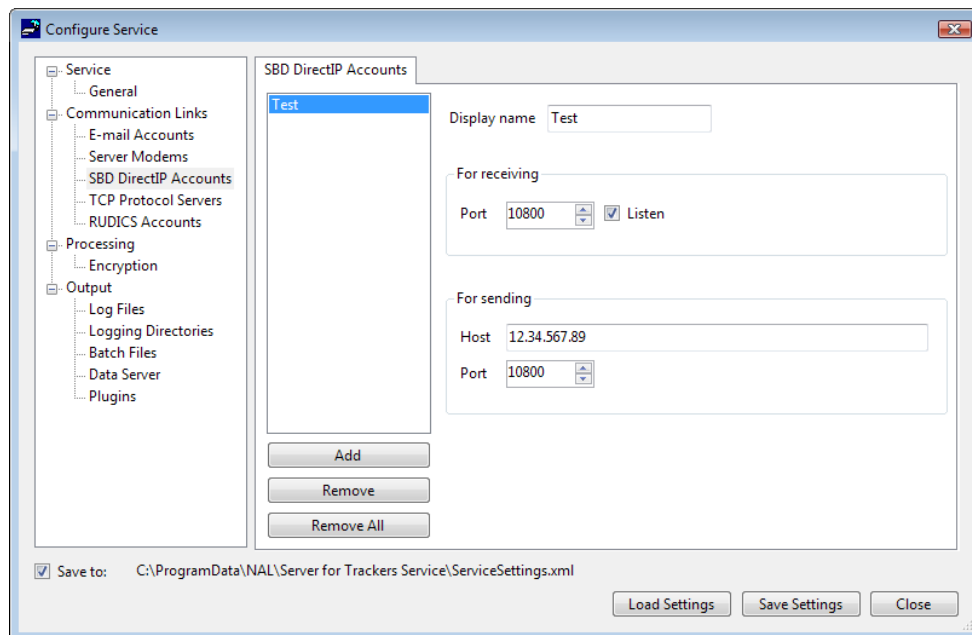 Configure Service
Service
General
Communication Links
E-mail Accounts
Server Modems
SBD DirectIP Accounts
TCP Protocol Servers
RUDICS Accounts
Processing
Encryption
Output
Log Files
Logging Directories
Batch Files
Data Server
Plugins
SBD DirectIP Accounts
Test
Add
Remove
Remove All
Display name Test
For receiving
Port 10800 Listen
For sending
Host 12.34.567.89
Port 10800
Save to: C:\ProgramData\NAL\Server for Trackers Service\ServiceSettings.xml
Load Settings Save Settings Close